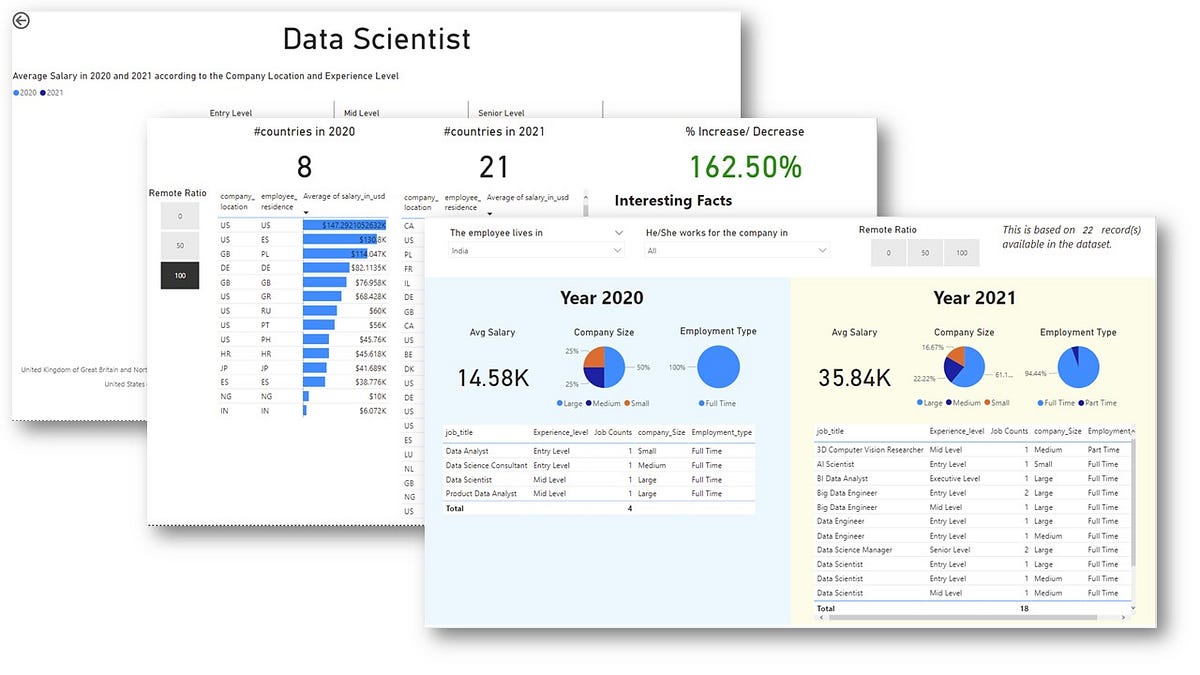 Data Scientist
Average Salary in 2020 and 2021 according to the Company Location and Experience Level
2020 2021
Entry Level Mid Level Senior Level
United Kingdom of Great Britain and Nort
United States
#countries in 2020 #countries in 2021 % Increase/ Decrease
8 21 162.50%
Remote Ratio
0
50
100
company_location employee_residence Average of salary_in_usd
US US $147.2921052632K
US ES $130.8K
GB PL $114.047K
DE DE $82.1135K
GB GB $76.958K
US GR $68.428K
US RU $60K
US PT $56K
US PH $45.76K
HR HR $45.618K
JP JP $41.689K
ES ES $38.776K
NG NG $10K
IN IN $6.072K
company_location employee_residence Average of salary_in_usd
CA
US
PL
FR
IL
DE
GB
CA
US
BE
DK
US
DE
US
US
ES
LU
NL
GB
NG
US
Interesting Facts
The employee lives in He/She works for the company in Remote Ratio
India All 0 50 100
This is based on 22 record(s)
available in the dataset.
Year 2020
Avg Salary Company Size Employment Type
14.58K
25% 50% 25%
100%
Large Medium Small
Full Time
job_title Experience_level Job Counts company_Size Employment_type
Data Analyst Entry Level 1 Small Full Time
Data Science Consultant Entry Level 1 Medium Full Time
Data Scientist Mid Level 1 Large Full Time
Product Data Analyst Mid Level 1 Large Full Time
Total 4
Year 2021
Avg Salary Company Size Employment Type
35.84K
16.67% 22.22% 61.1...
94.44%
Large Medium Small
Full Time Part Time
job_title Experience_level Job Counts company_Size Employment
3D Computer Vision Researcher Mid Level 1 Medium Part Time
AI Scientist Entry Level 1 Small Full Time
BI Data Analyst Executive Level 1 Large Full Time
Big Data Engineer Entry Level 2 Large Full Time
Big Data Engineer Mid Level 1 Large Full Time
Data Engineer Entry Level 1 Large Full Time
Data Engineer Entry Level 1 Medium Full Time
Data Science Manager Senior Level 2 Large Full Time
Data Scientist Entry Level 1 Large Full Time
Data Scientist Entry Level 1 Medium Full Time
Data Scientist Mid Level 1 Medium Full Time
Total 18